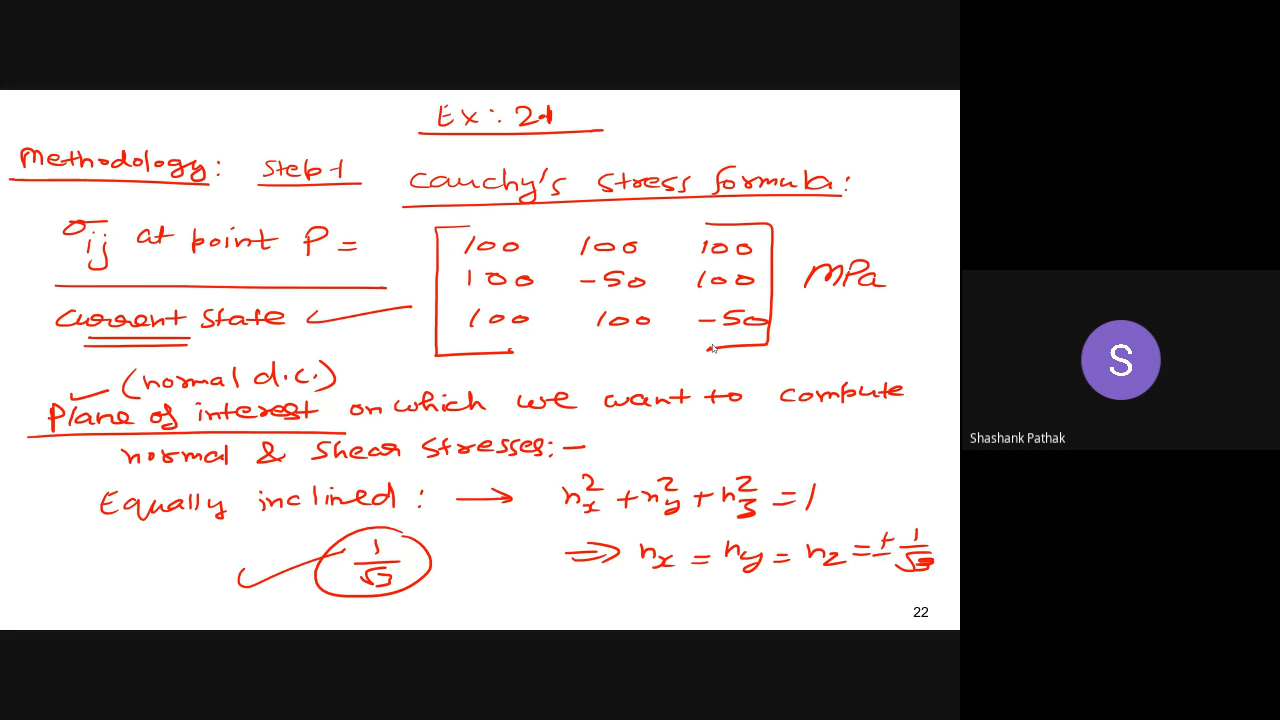 Ex:. 21
Methodology: Step-1 Cauchy's stress formula:
σij at point P = [100 100 100
100 -50 100
100 100 -50] MPa
Current State ✓
(normal d.c.)
✓ Plane of interest on which we want to compute
normal & Shear Stresses:-
Equally inclined: → nx² + ny² + nz² = 1
1/√3 ⇒ nx = ny = nz = ± 1/√3
22
S
Shashank Pathak